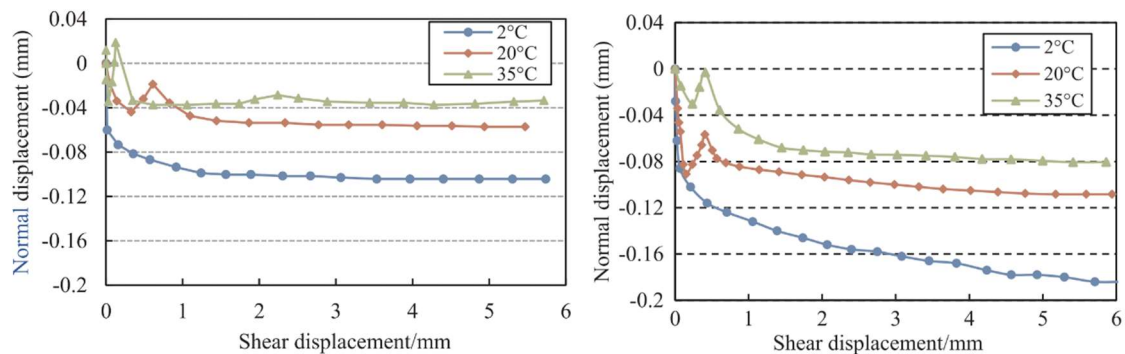 0.04
0
-0.04
-0.08
-0.12
-0.16
-0.2
Normal displacement (mm)
0 1 2 3 4 5 6
Shear displacement/mm
2°C
20°C
35°C
0.04
0
-0.04
-0.08
-0.12
-0.16
-0.2
Normal displacement (mm)
0 1 2 3 4 5 6
Shear displacement/mm
2°C
20°C
35°C